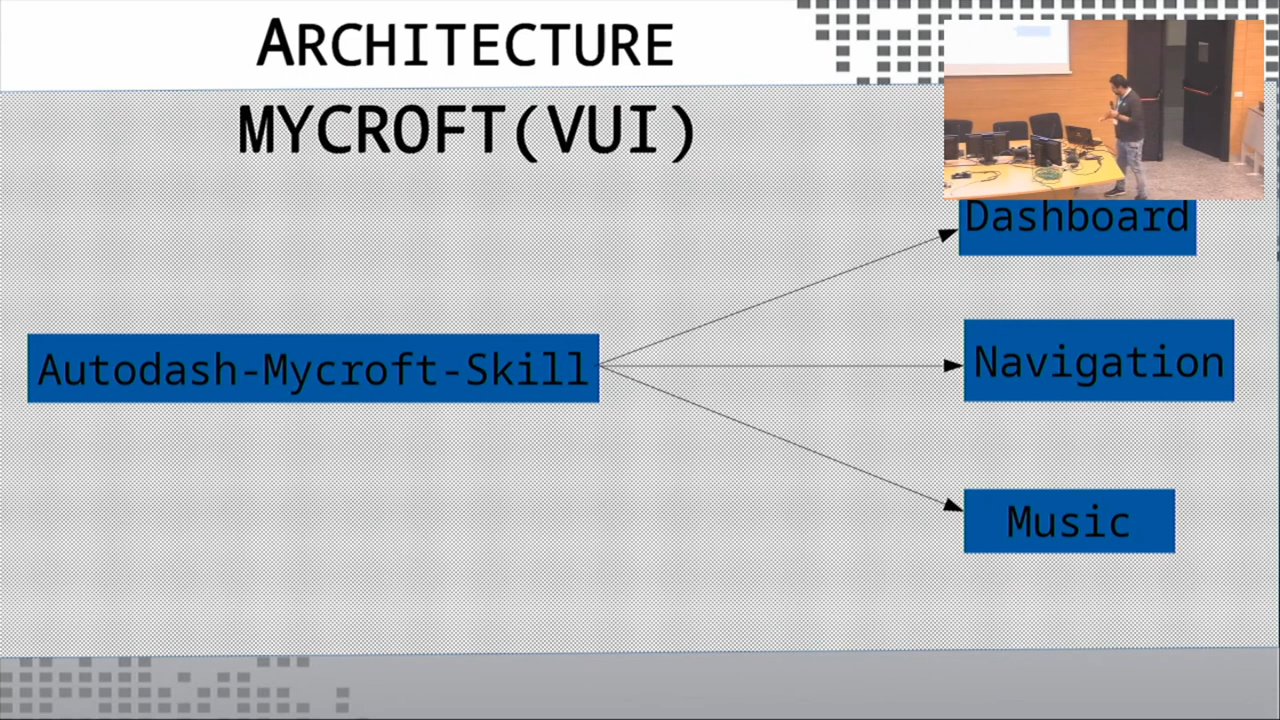 ARCHITECTURE
MYCROFT(VUI)
Dashboard
Autodash-Mycroft-Skill
Navigation
Music